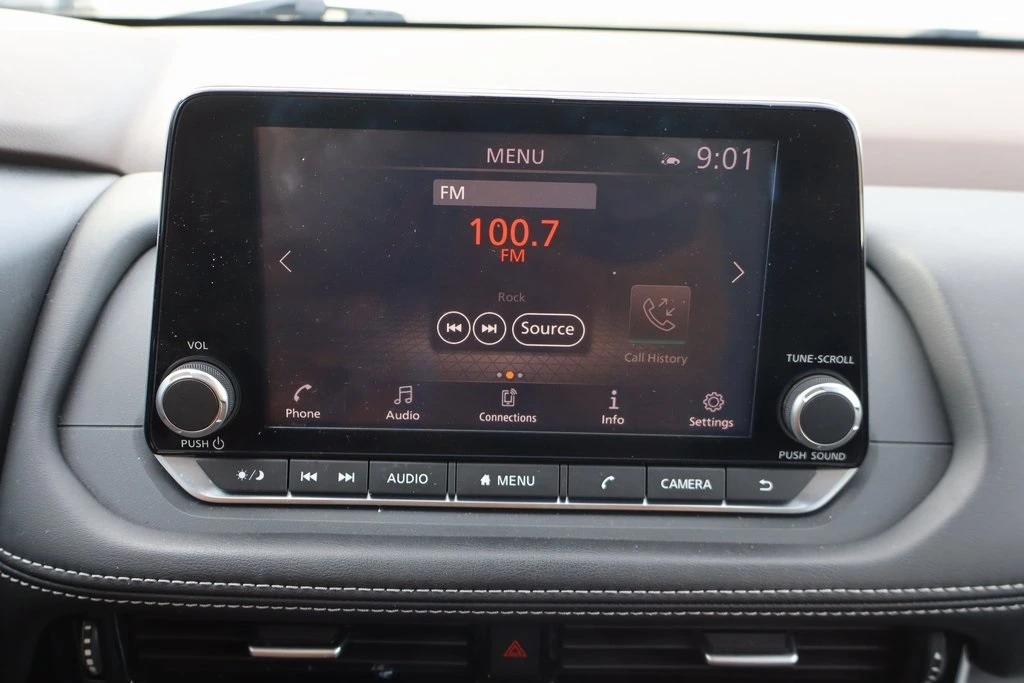 MENU
9:01
FM
100.7
FM
Rock
Source
Call History
VOL
TUNE·SCROLL
Phone
Audio
Connections
Info
Settings
PUSH
PUSH SOUND
AUDIO
MENU
CAMERA